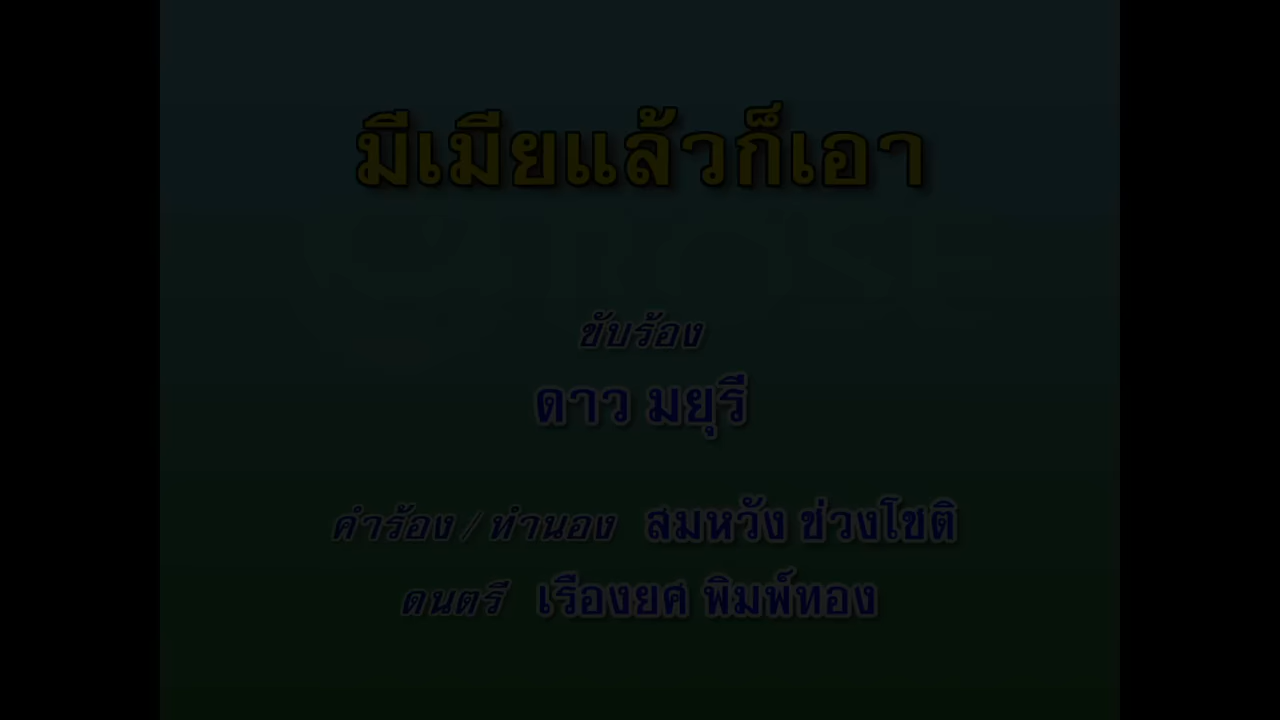 มีเมียแล้วก็เอา
ขับร้อง
ดาว มยุรี
คำร้อง / ทำนอง สมหวัง ช่วงโชติ
ดนตรี เรืองยศ พิมพ์ทอง